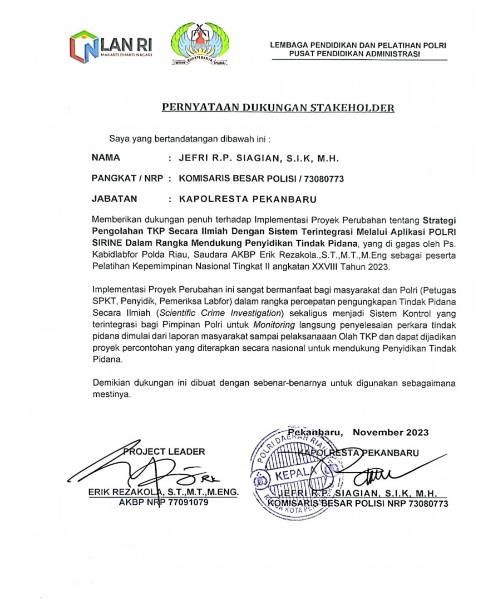 LAN RI
MAKARTI BHAKTI NAGARI
LEMBAGA PENDIDIKAN DAN PELATIHAN POLRI
PUSAT PENDIDIKAN ADMINISTRASI
PERNYATAAN DUKUNGAN STAKEHOLDER
Saya yang bertandatangan dibawah ini :
NAMA : JEFRI R.P. SIAGIAN, S.I.K, M.H.
PANGKAT / NRP : KOMISARIS BESAR POLISI / 73080773
JABATAN : KAPOLRESTA PEKANBARU
Memberikan dukungan penuh terhadap Implementasi Proyek Perubahan tentang Strategi
Pengolahan TKP Secara Ilmiah Dengan Sistem Terintegrasi Melalui Aplikasi POLRI
SIRINE Dalam Rangka Mendukung Penyidikan Tindak Pidana, yang di gagas oleh Ps.
Kabidlabfor Polda Riau, Saudara AKBP Erik Rezakola.,S.T.,M.T.,M.Eng sebagai peserta
Pelatihan Kepemimpinan Nasional Tingkat II angkatan XXVIII Tahun 2023.
Implementasi Proyek Perubahan ini sangat bermanfaat bagi masyarakat dan Polri (Petugas
SPKT, Penyidik, Pemeriksa Labfor) dalam rangka percepatan pengungkapan Tindak Pidana
Secara Ilmiah (Scientific Crime Investigation) sekaligus menjadi Sistem Kontrol yang
terintegrasi bagi Pimpinan Polri untuk Monitoring langsung penyelesaian perkara tindak
pidana dimulai dari laporan masyarakat sampai pelaksanaaan Olah TKP dan dapat dijadikan
proyek percontohan yang diterapkan secara nasional untuk mendukung Penyidikan Tindak
Pidana.
Demikian dukungan ini dibuat dengan sebenar-benarnya untuk digunakan sebagaimana
mestinya.
Pekanbaru, November 2023
PROJECT LEADER
KAPOLRESTA PEKANBARU
POLRI DAERAH RIAU
KEPALA
ERIK REZAKOLA, S.T.,M.T.,M.ENG.
AKBP NRP 77091079
JEFRI R.P. SIAGIAN, S.I.K, M.H.
KOMISARIS BESAR POLISI NRP 73080773